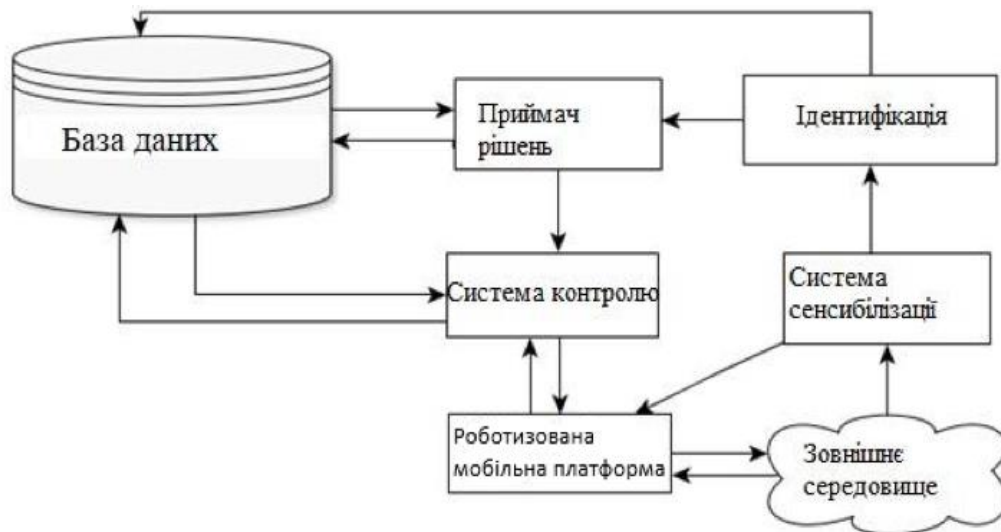 База даних
Приймач
рішень
Ідентифікація
Система контролю
Система
сенсибілізації
Роботизована
мобільна платформа
Зовнішнє
середовище